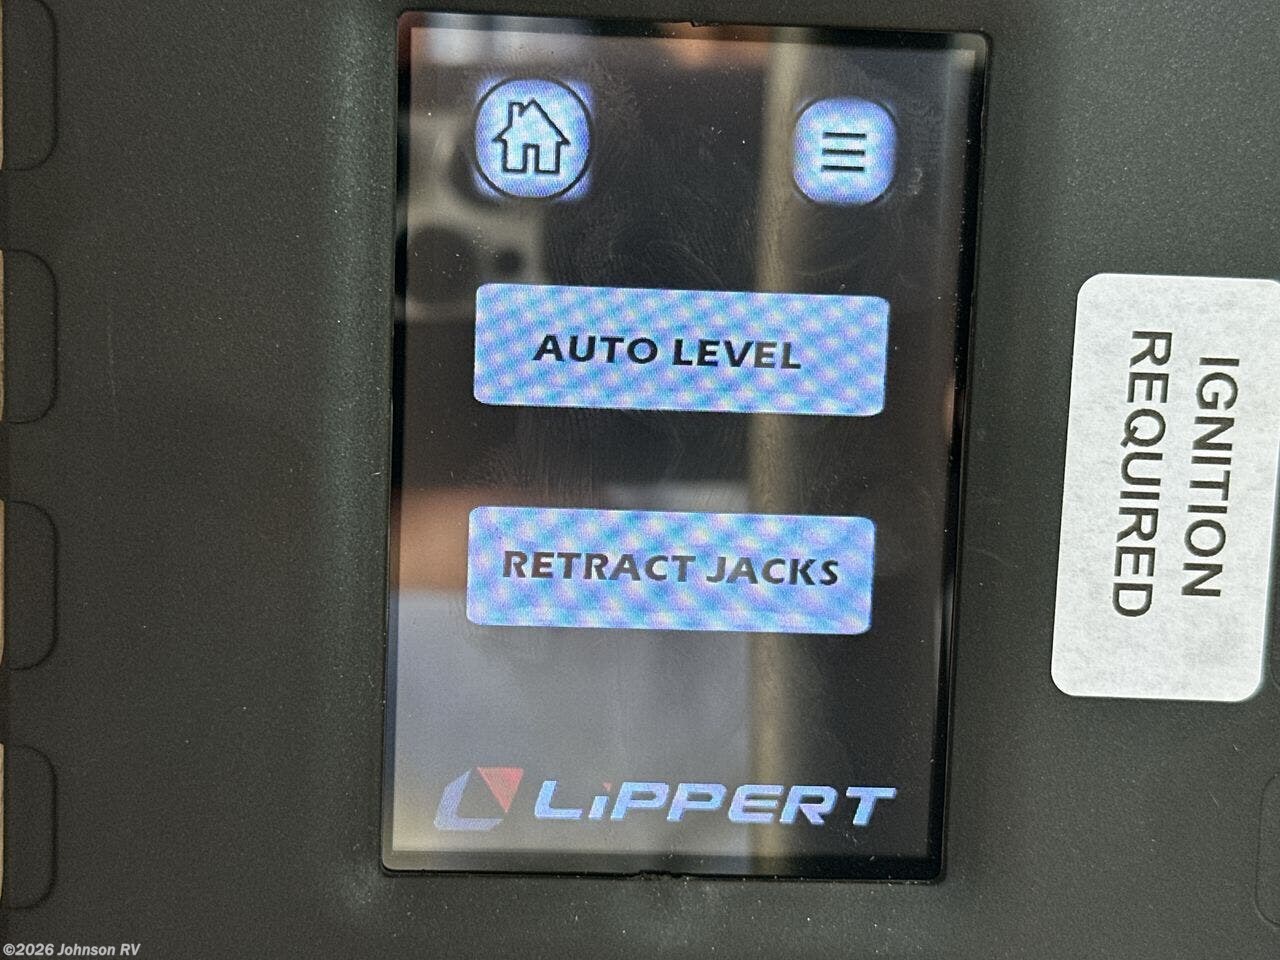 AUTO LEVEL
RETRACT JACKS
LiPPERT
IGNITION
REQUIRED
©2026 Johnson RV